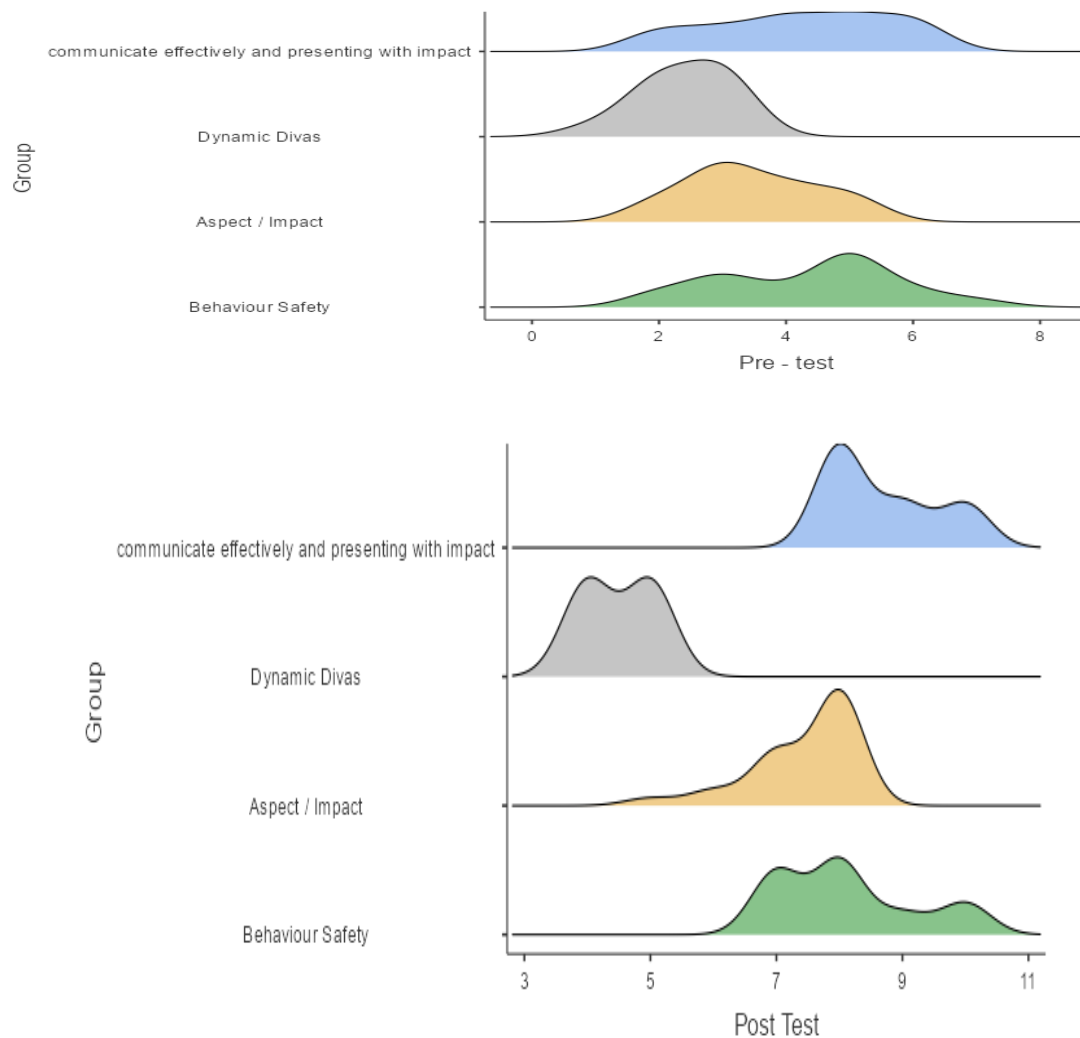 communicate effectively and presenting with impact
Dynamic Divas
Group
Aspect / Impact
Behaviour Safety
0 2 4 6 8
Pre - test
communicate effectively and presenting with impact
Dynamic Divas
Group
Aspect / Impact
Behaviour Safety
3 5 7 9 11
Post Test